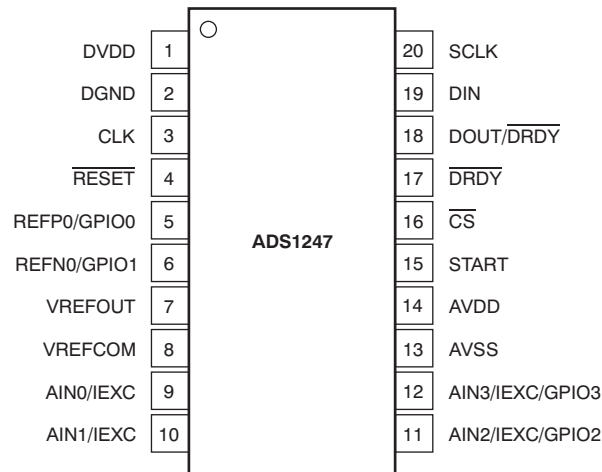 DVDD 1 20 SCLK
DGND 2 19 DIN
CLK 3 18 DOUT/DRDY
RESET 4 17 DRDY
REFP0/GPIO0 5 16 CS
ADS1247
REFN0/GPIO1 6 15 START
VREFOUT 7 14 AVDD
VREFCOM 8 13 AVSS
AIN0/IEXC 9 12 AIN3/IEXC/GPIO3
AIN1/IEXC 10 11 AIN2/IEXC/GPIO2